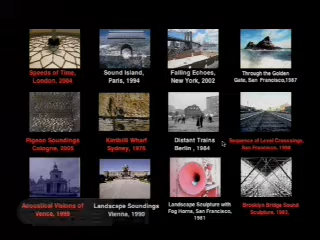 Speeds of Time,
London, 2004
Sound Island,
Paris, 1994
Falling Echoes,
New York, 2002
Through the Golden
Gate, San Francisco,1987
Pigeon Soundings
Cologne, 2005
Kirribilli Wharf
Sydney, 1975
Distant Trains
Berlin , 1984
Sequence of Level Crossings,
San Francisco, 1998
Acoustical Visions of
Venice, 1999
Landscape Soundings
Vienna, 1990
Landscape Sculpture with
Fog Horns, San Francisco,
1981
Brooklyn Bridge Sound
Sculpture, 1983,